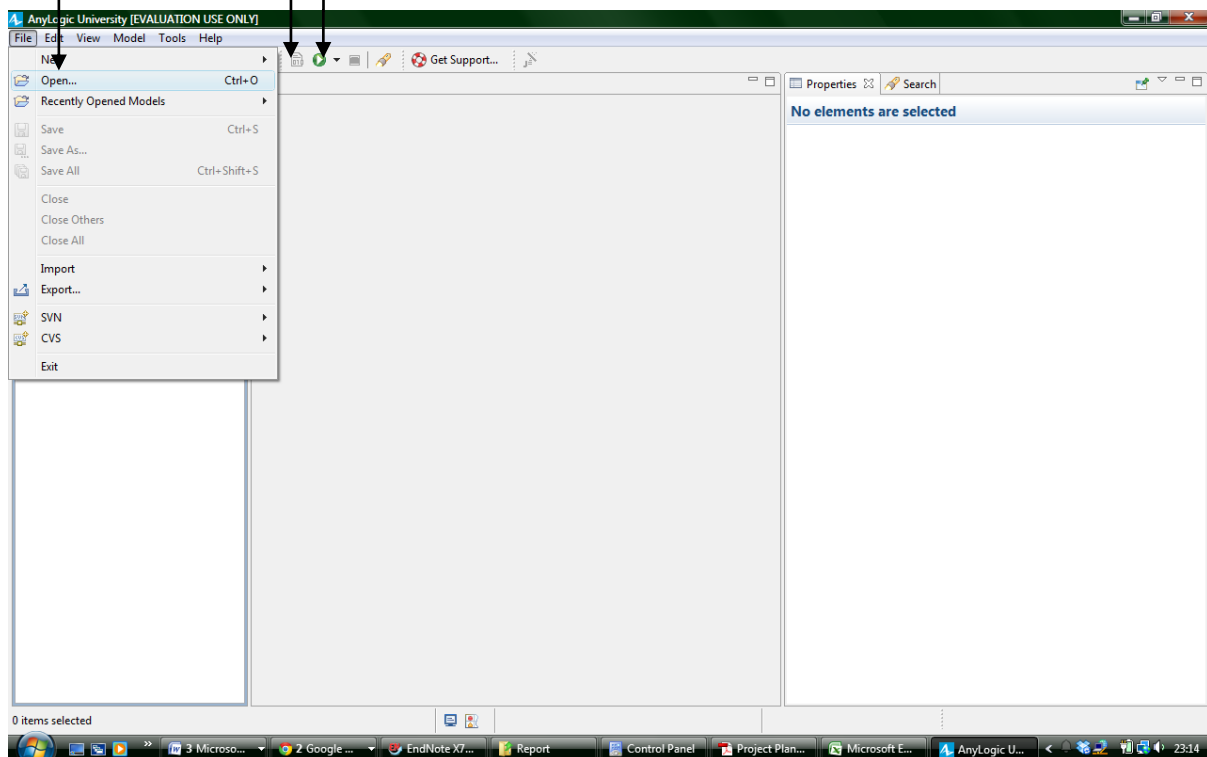 AnyLogic University [EVALUATION USE ONLY]
File Edit View Model Tools Help
Get Support...
Open... Ctrl+O
Recently Opened Models
Save Ctrl+S
Save As...
Save All Ctrl+Shift+S
Close
Close Others
Close All
Import
Export...
SVN
CVS
Exit
Properties Search
No elements are selected
0 items selected
3 Microso... 2 Google ... EndNote X7... Report Control Panel Project Plan... Microsoft E... AnyLogic U... 23:14